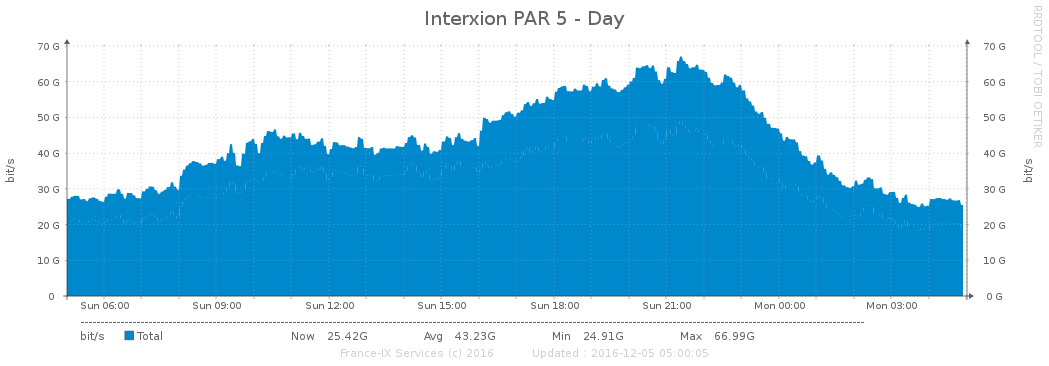 Interxion PAR 5 - Day
RRDTOOL / TOBI OETIKER
bit/s
70 G 70 G
60 G 60 G
50 G 50 G
40 G 40 G
30 G 30 G
20 G 20 G
10 G 10 G
0 0 G
bit/s
Sun 06:00 Sun 09:00 Sun 12:00 Sun 15:00 Sun 18:00 Sun 21:00 Mon 00:00 Mon 03:00
bit/s Total Now 25.42G Avg 43.23G Min 24.91G Max 66.99G
France-IX Services (c) 2016 Updated : 2016-12-05 05:00:05